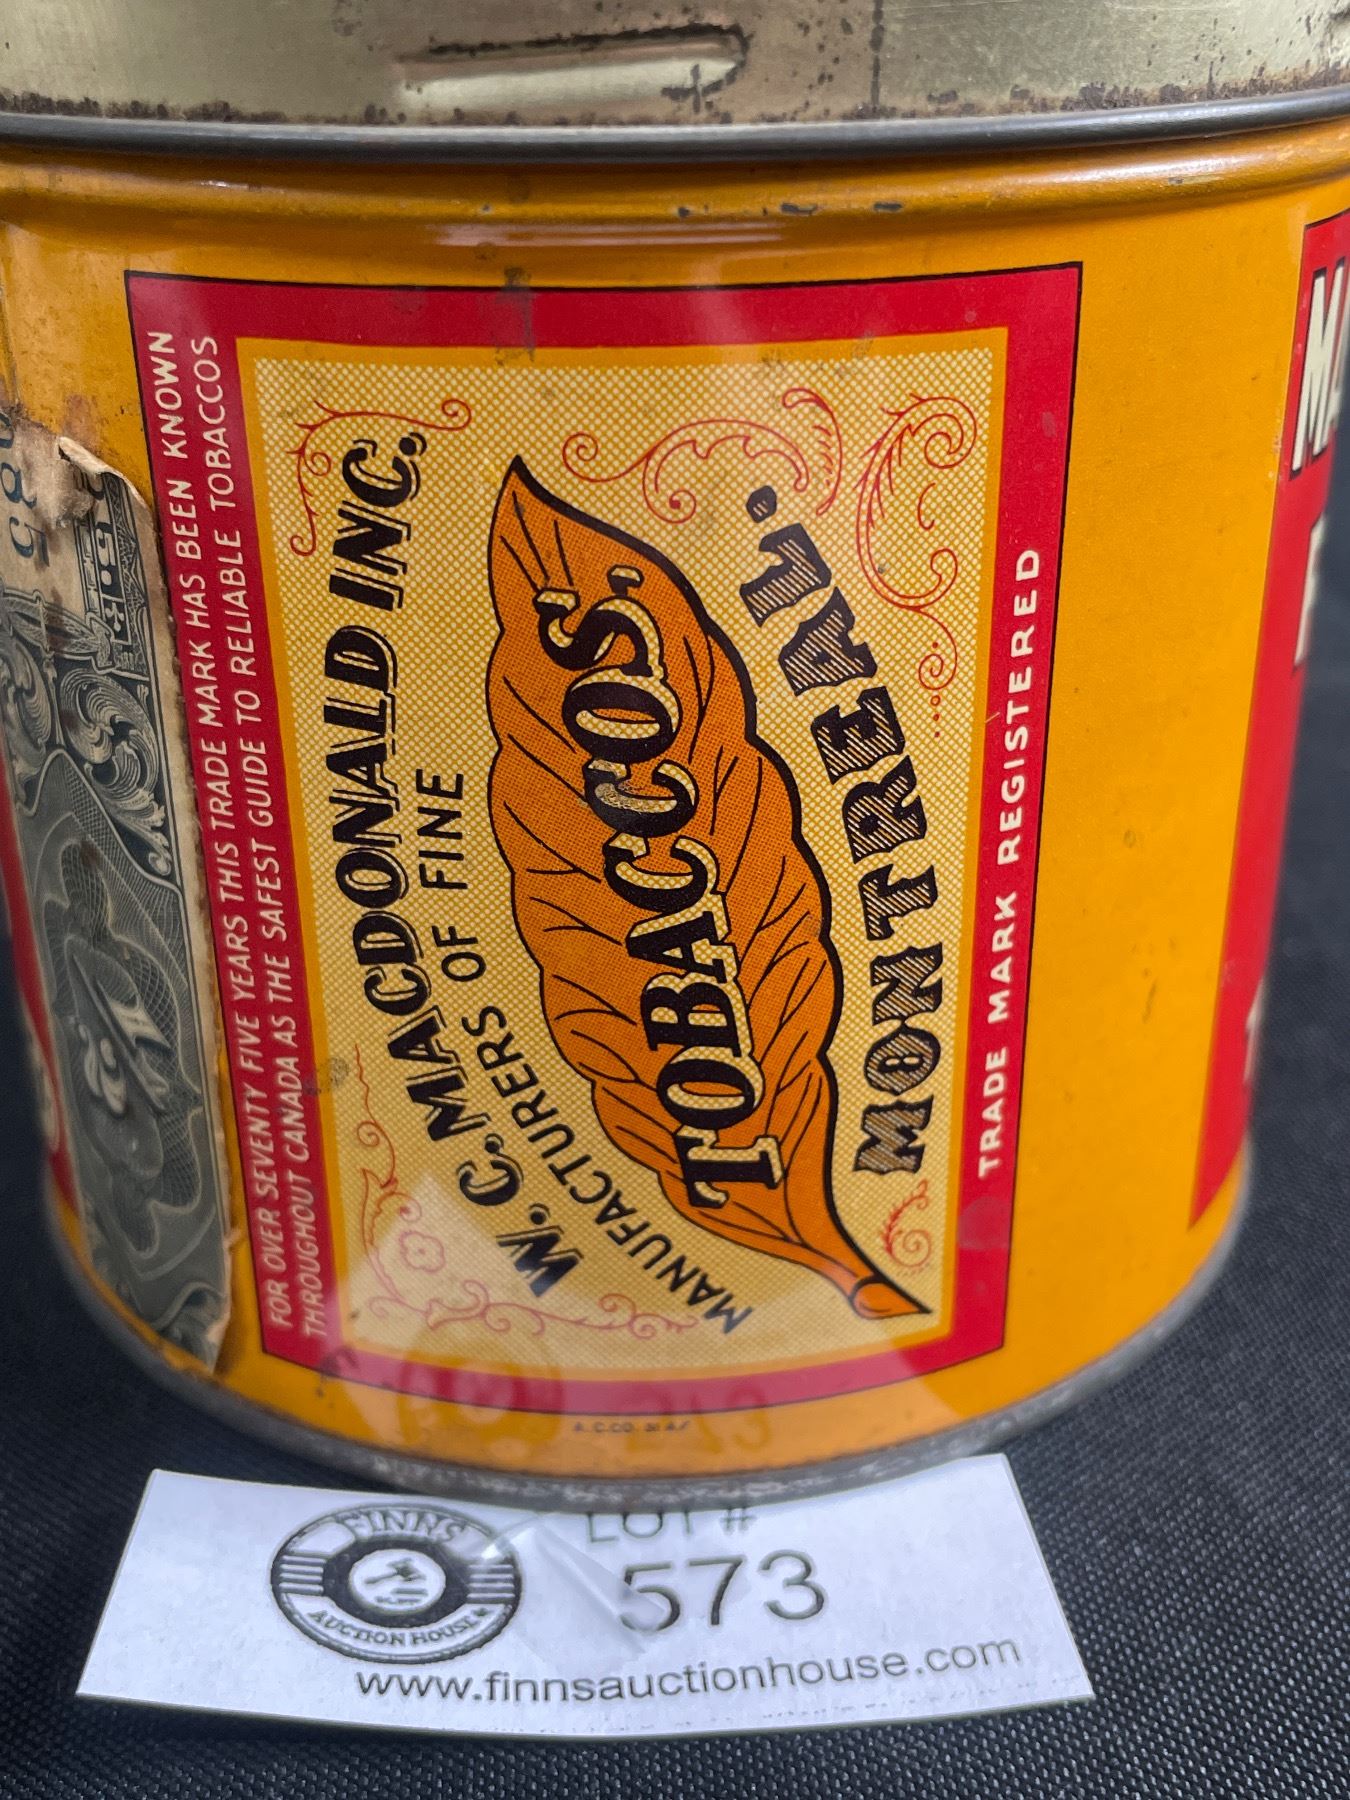 FOR OVER SEVENTY FIVE YEARS THIS TRADE MARK HAS BEEN KNOWN
THROUGHOUT CANADA AS THE SAFEST GUIDE TO RELIABLE TOBACCOS
W. C. MACDONALD INC.
MANUFACTURERS OF FINE
TOBACCOS.
MONTREAL.
TRADE MARK REGISTERED
FINNS
AUCTION HOUSE
LOT #
573
www.finnsauctionhouse.com